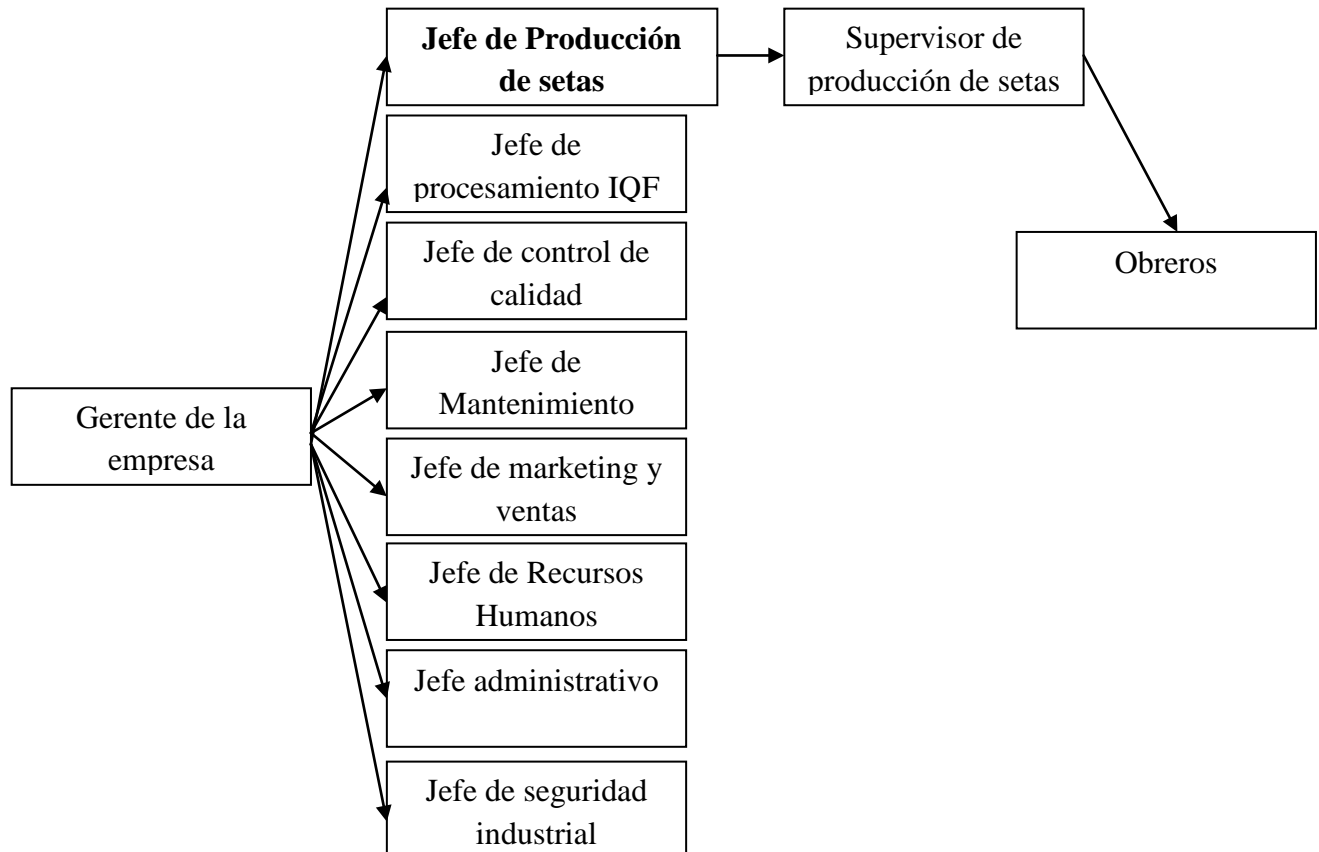 Jefe de Producción
de setas
Supervisor de
producción de setas
Jefe de
procesamiento IQF
Jefe de control de
calidad
Obreros
Jefe de
Mantenimiento
Gerente de la
empresa
Jefe de marketing y
ventas
Jefe de Recursos
Humanos
Jefe administrativo
Jefe de seguridad
industrial